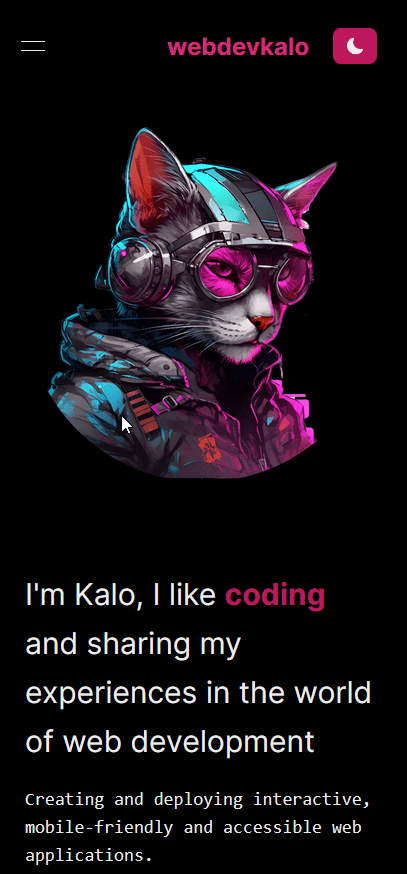 webdevkalo
I'm Kalo, I like coding
and sharing my
experiences in the world
of web development
Creating and deploying interactive,
mobile-friendly and accessible web
applications.